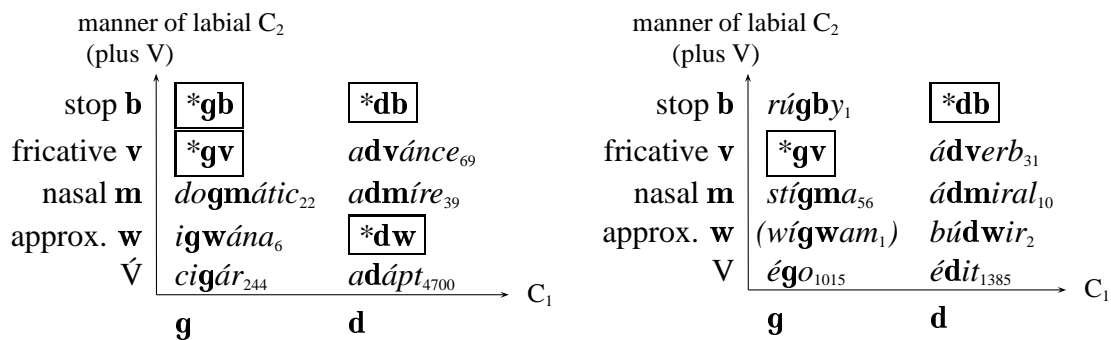 manner of labial C₂
(plus V)
stop b *gb *db
fricative v *gv advánce₆₉
nasal m dogmátic₂₂ admíre₃₉
approx. w igwána₆ *dw
V́ cigár₂₄₄ adápt₄₇₀₀
C₁
g d
manner of labial C₂
(plus V)
stop b rúgby₁ *db
fricative v *gv ádverb₃₁
nasal m stígma₅₆ ádmiral₁₀
approx. w (wígwam₁) búdwir₂
V égo₁₀₁₅ édit₁₃₈₅
C₁
g d